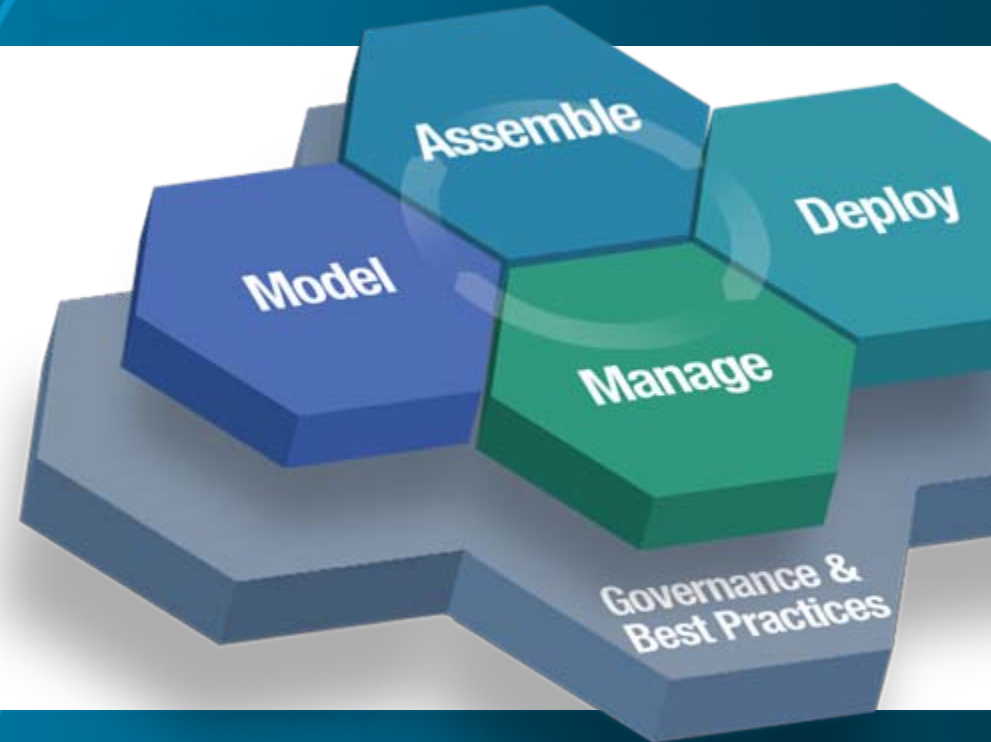 Assemble
Deploy
Model
Manage
Governance &
Best Practices